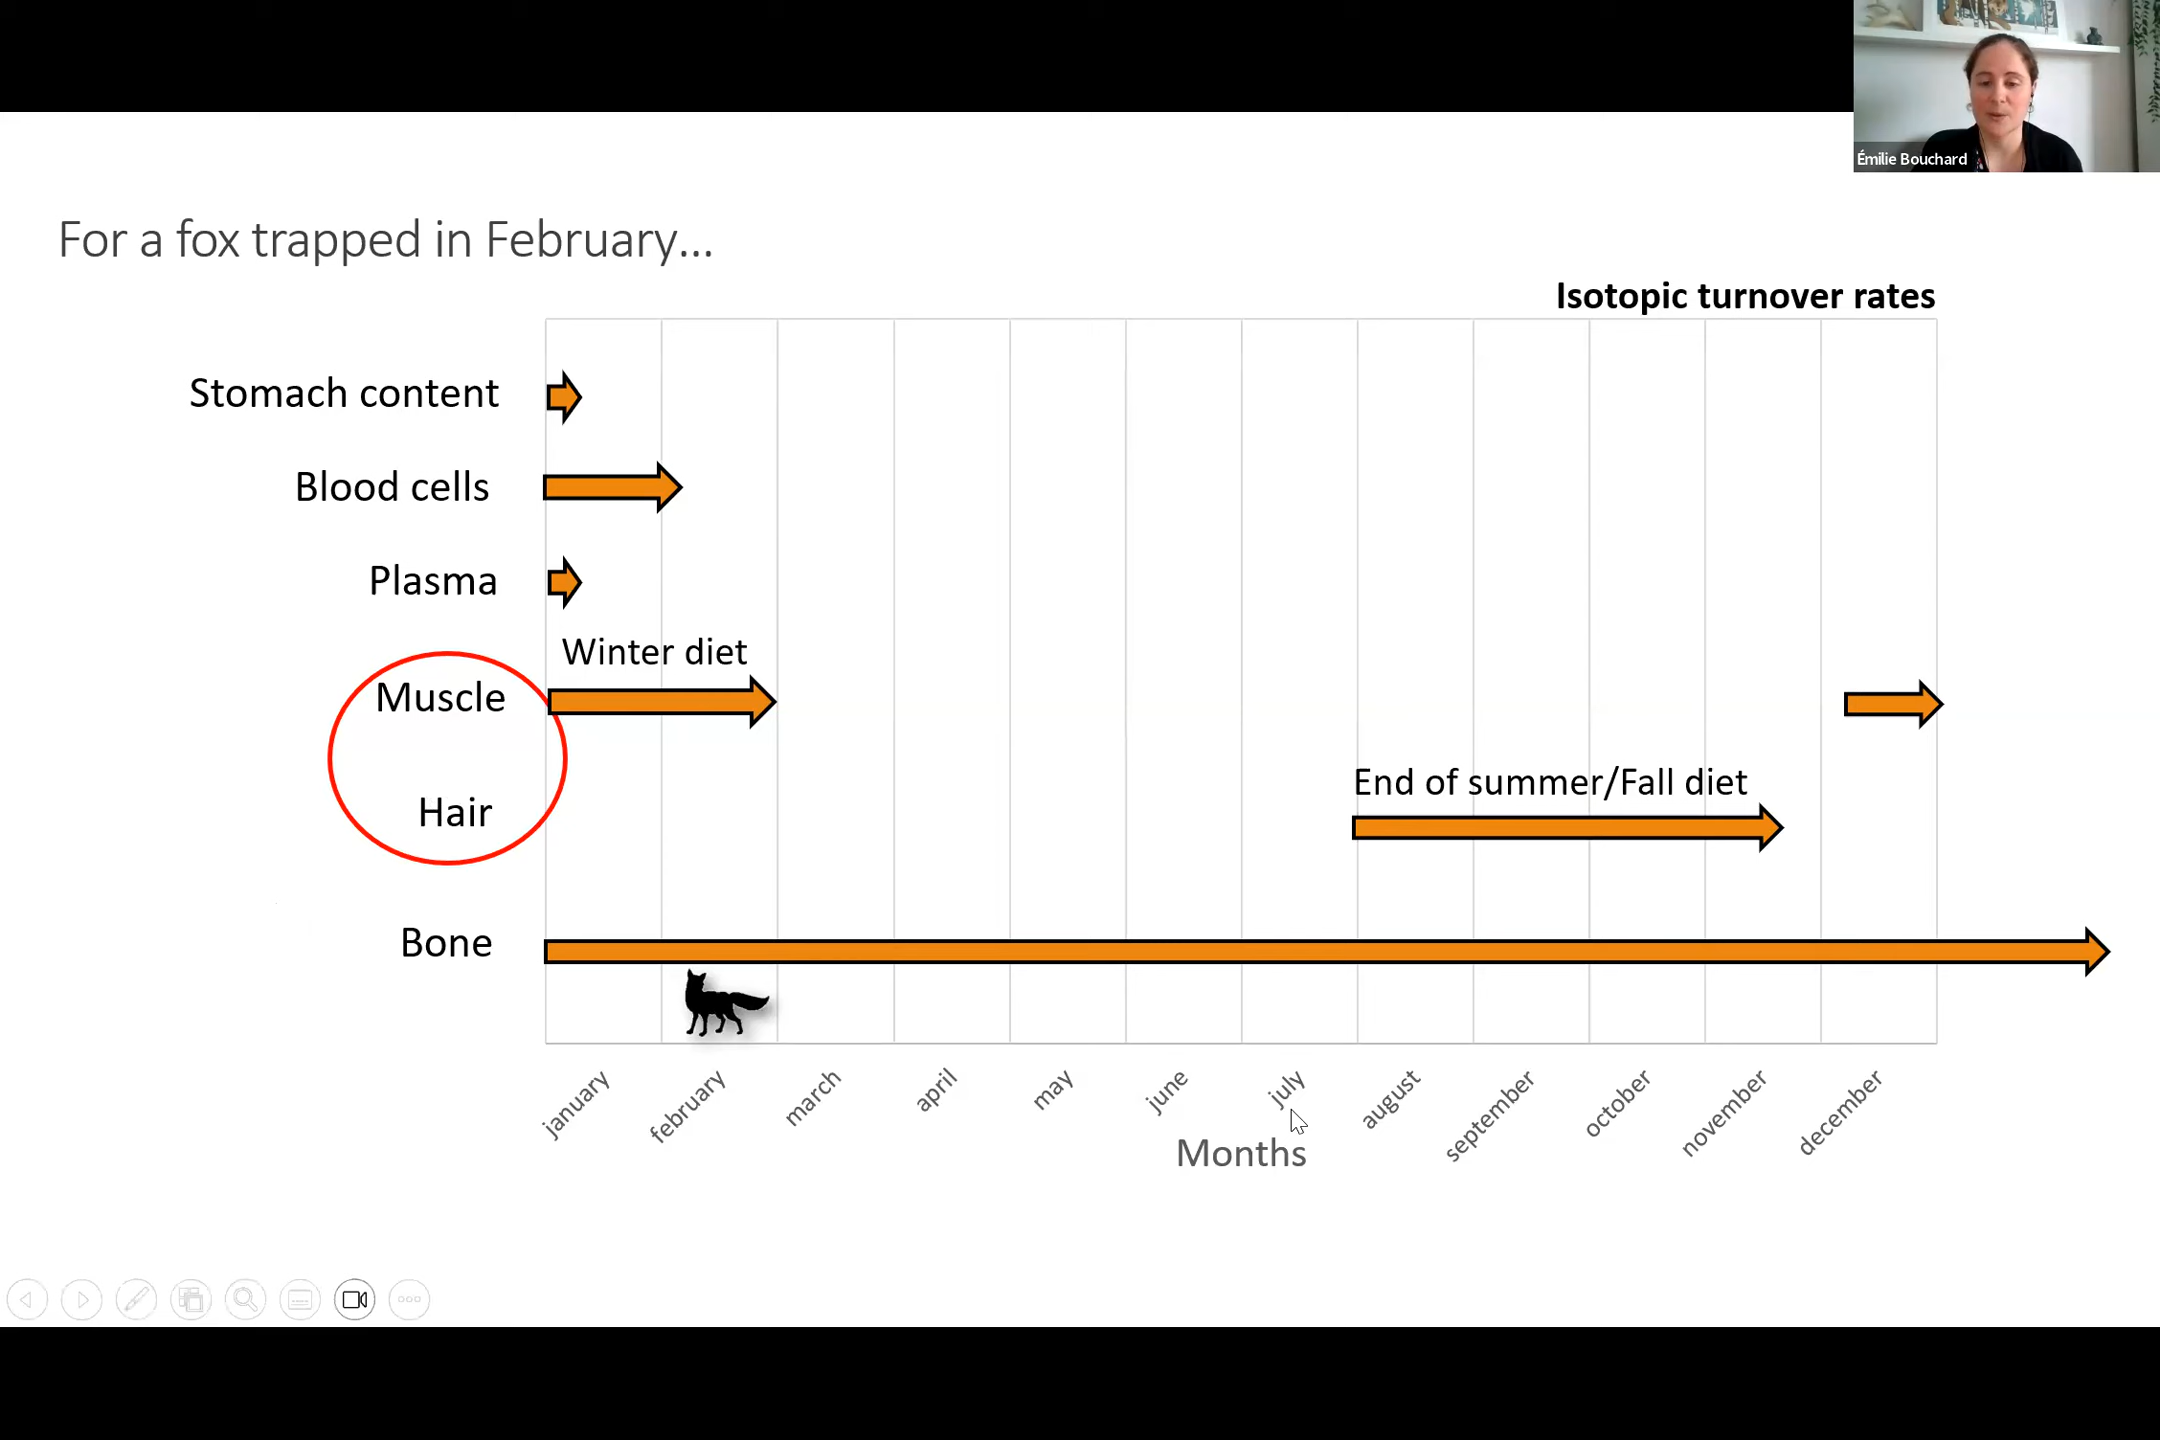 Émilie Bouchard
For a fox trapped in February...
Isotopic turnover rates
Stomach content
Blood cells
Plasma
Winter diet
Muscle
End of summer/Fall diet
Hair
Bone
january
february
march
april
may
june
july
august
september
october
november
december
Months